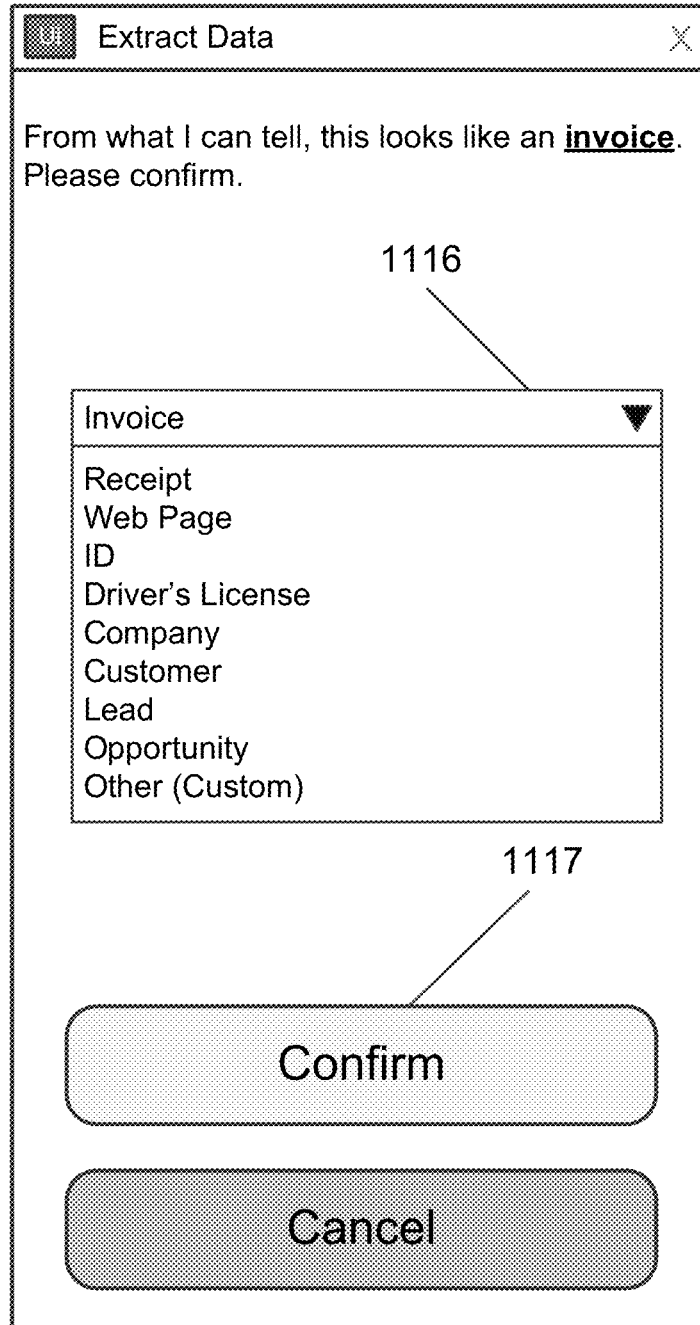 Ui Extract Data X
From what I can tell, this looks like an invoice.
Please confirm.
1116
Invoice
Receipt
Web Page
ID
Driver's License
Company
Customer
Lead
Opportunity
Other (Custom)
1117
Confirm
Cancel